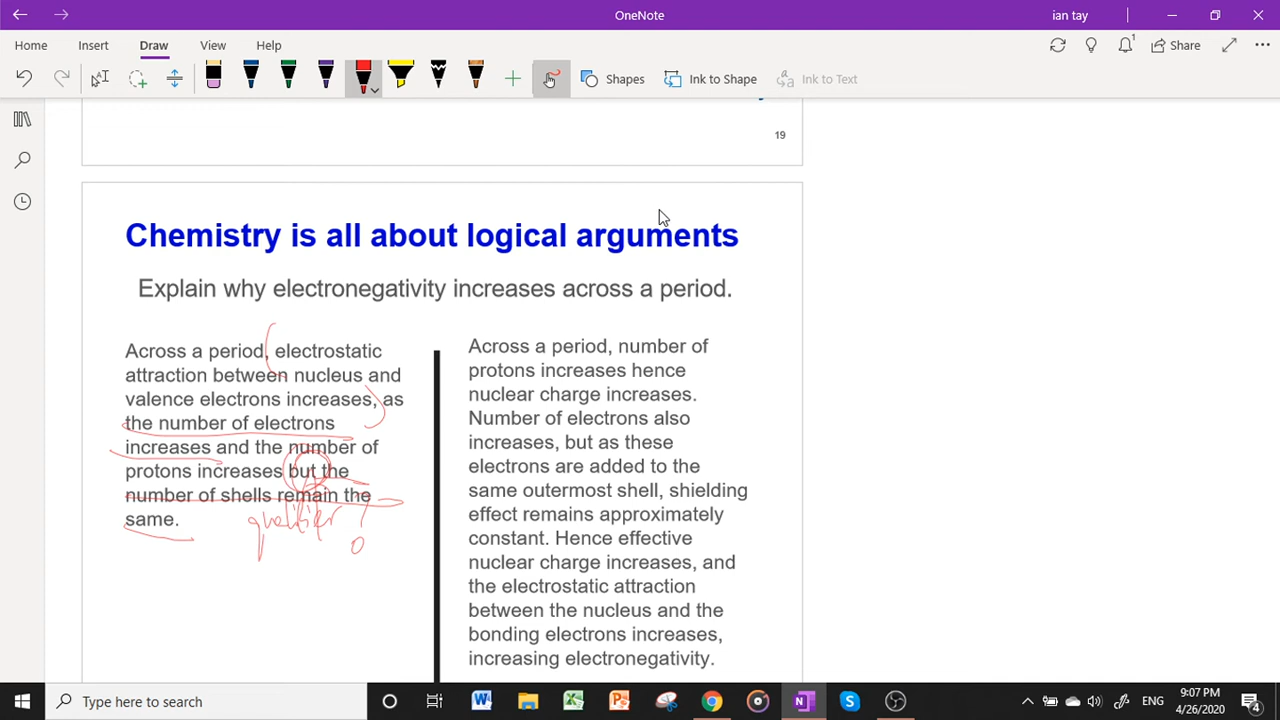 OneNote
ian tay
Home Insert Draw View Help
Share
Shapes Ink to Shape Ink to Text
19
Chemistry is all about logical arguments
Explain why electronegativity increases across a period.
Across a period, electrostatic
attraction between nucleus and
valence electrons increases, as
the number of electrons
increases and the number of
protons increases but the
number of shells remain the
same.
qualifier ?
Across a period, number of
protons increases hence
nuclear charge increases.
Number of electrons also
increases, but as these
electrons are added to the
same outermost shell, shielding
effect remains approximately
constant. Hence effective
nuclear charge increases, and
the electrostatic attraction
between the nucleus and the
bonding electrons increases,
increasing electronegativity.
Type here to search
ENG
9:07 PM
4/26/2020
4